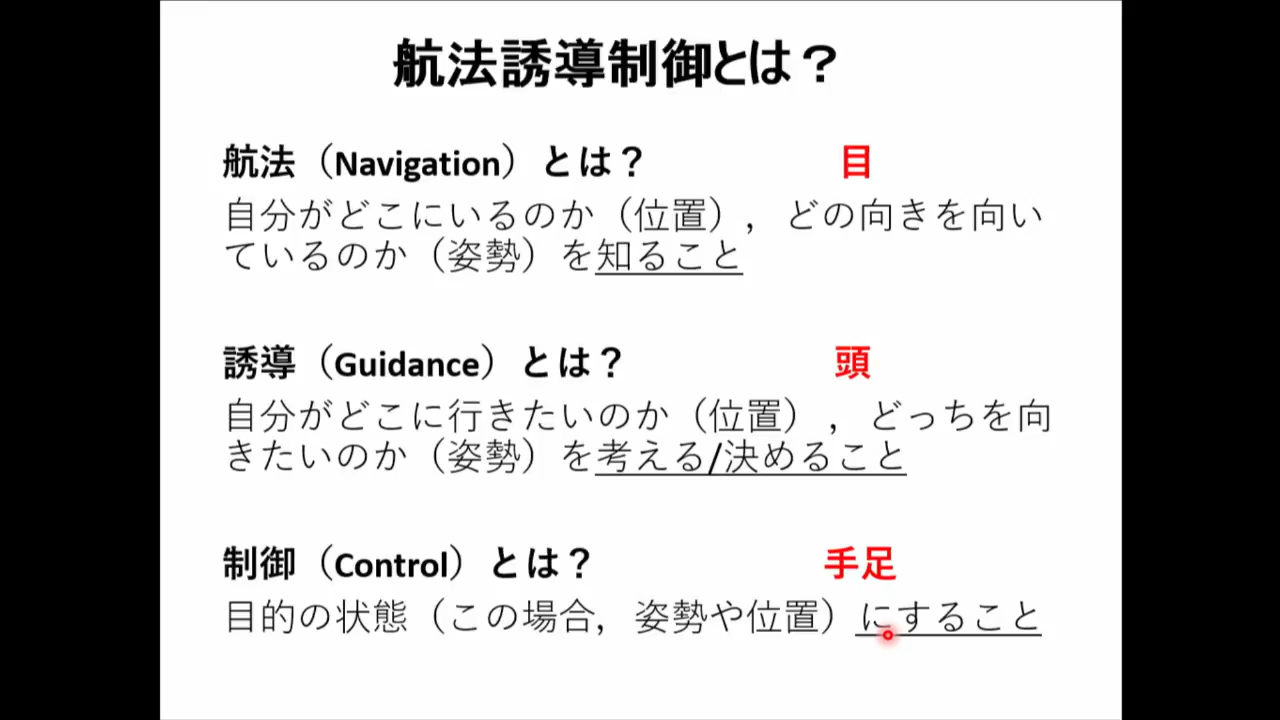 航法誘導制御とは？
航法（Navigation）とは？ 目
自分がどこにいるのか（位置），どの向きを向い
ているのか（姿勢）を知ること
誘導（Guidance）とは？ 頭
自分がどこに行きたいのか（位置），どっちを向
きたいのか（姿勢）を考える/決めること
制御（Control）とは？ 手足
目的の状態（この場合，姿勢や位置）にすること